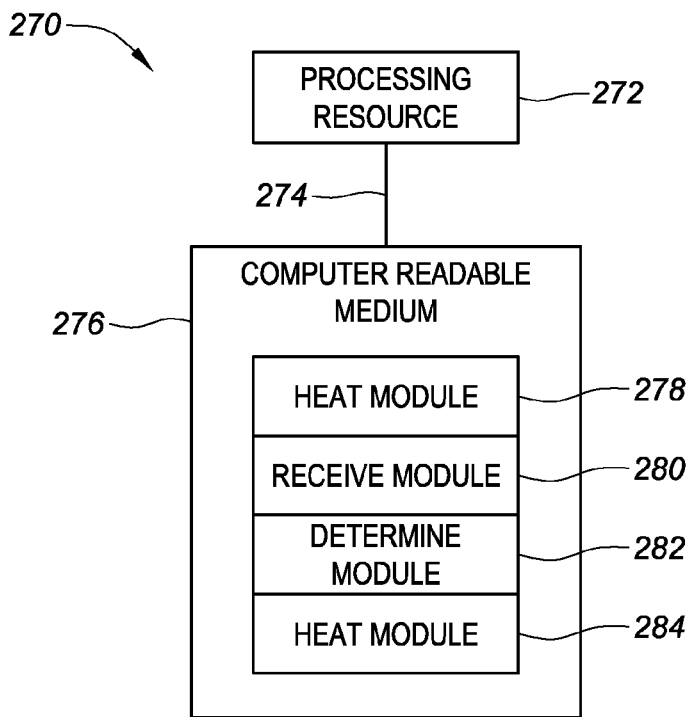 270
PROCESSING
RESOURCE
272
274
COMPUTER READABLE
MEDIUM
276
HEAT MODULE
278
RECEIVE MODULE
280
DETERMINE
MODULE
282
HEAT MODULE
284